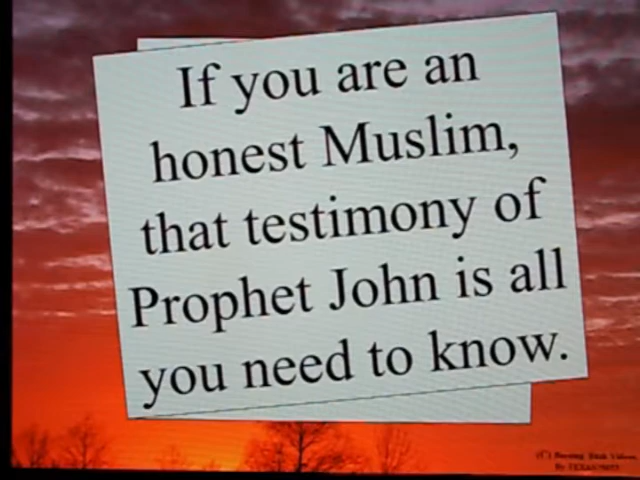 If you are an
honest Muslim,
that testimony of
Prophet John is all
you need to know.